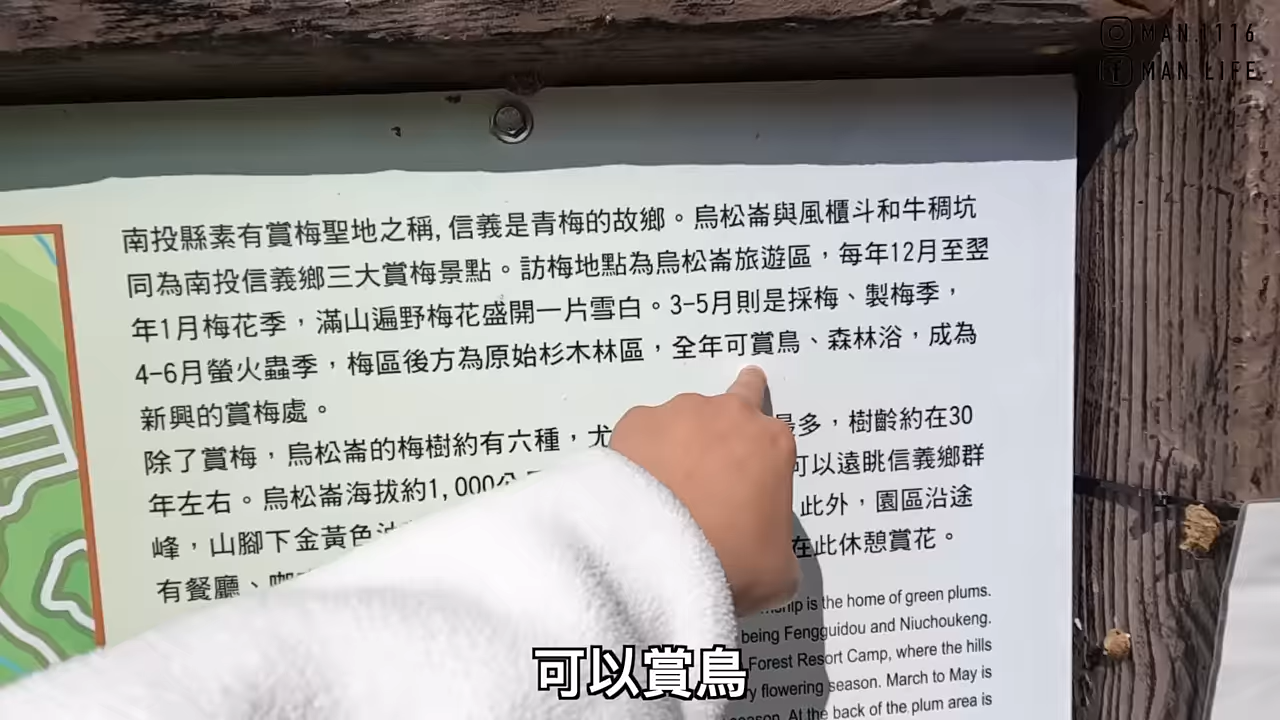 MAN.1116
MAN LIFE
南投縣素有賞梅聖地之稱, 信義是青梅的故鄉。烏松崙與風櫃斗和牛稠坑
同為南投信義鄉三大賞梅景點。訪梅地點為烏松崙旅遊區，每年12月至翌
年1月梅花季，滿山遍野梅花盛開一片雪白。3-5月則是採梅、製梅季，
4-6月螢火蟲季，梅區後方為原始杉木林區，全年可賞鳥、森林浴，成為
新興的賞梅處。
除了賞梅，烏松崙的梅樹約有六種，尤 最多，樹齡約在30
年左右。烏松崙海拔約1,000公 可以遠眺信義鄉群
峰，山腳下金黃色油 此外，園區沿途
有餐廳、咖 在此休憩賞花。
is the home of green plums.
being Fengguidou and Niuchoukeng.
Forest Resort Camp, where the hills
flowering season. March to May is
season. At the back of the plum area is
可以賞鳥